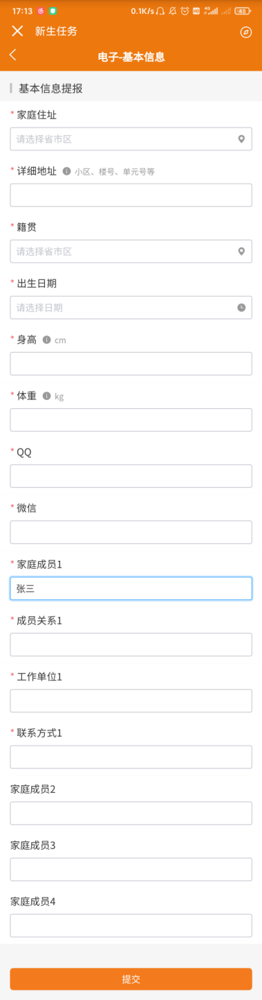 17:13 0.1K/s HD 4G 48
新生任务
电子-基本信息
基本信息提报
* 家庭住址
请选择省市区
* 详细地址 小区、楼号、单元号等
* 籍贯
请选择省市区
* 出生日期
请选择日期
* 身高 cm
* 体重 kg
* QQ
* 微信
* 家庭成员1
张三
* 成员关系1
* 工作单位1
* 联系方式1
家庭成员2
家庭成员3
家庭成员4
提交